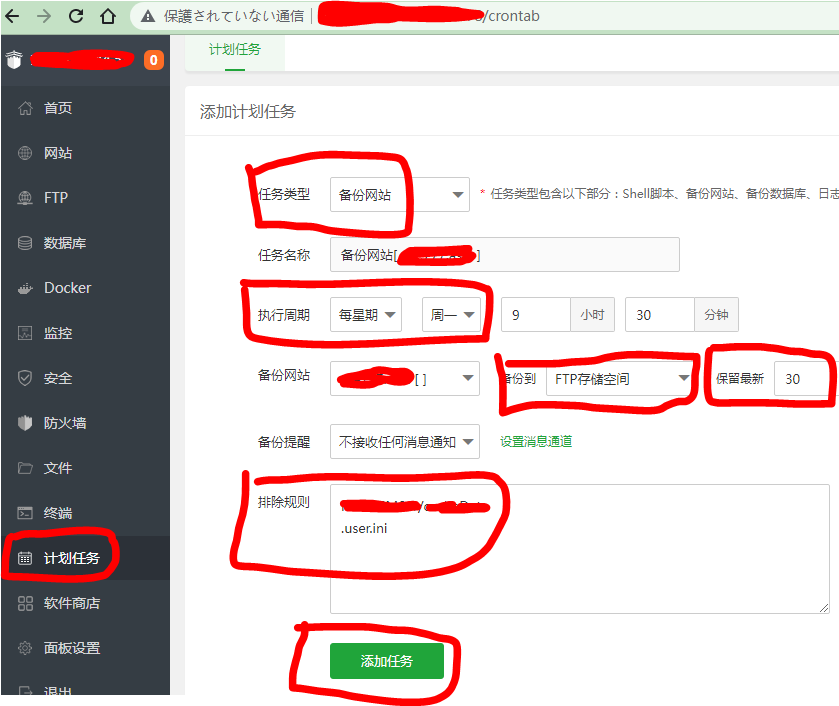 保護されていない通信
/crontab
0
首页
网站
FTP
数据库
Docker
监控
安全
防火墙
文件
终端
计划任务
软件商店
面板设置
退出
计划任务
添加计划任务
任务类型 备份网站 * 任务类型包含以下部分：Shell脚本、备份网站、备份数据库、日志
任务名称 备份网站[ ]
执行周期 每星期 周一 9 小时 30 分钟
备份网站 [ ] 备份到 FTP存储空间 保留最新 30
备份提醒 不接收任何消息通知 设置消息通道
排除规则
.user.ini
添加任务